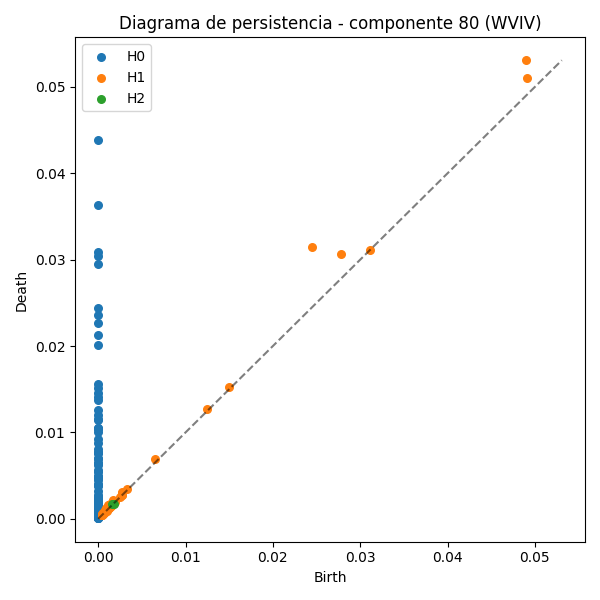 Diagrama de persistencia - componente 80 (WVIV)
H0
H1
H2
0.05
0.04
0.03
0.02
0.01
0.00
Death
0.00 0.01 0.02 0.03 0.04 0.05
Birth